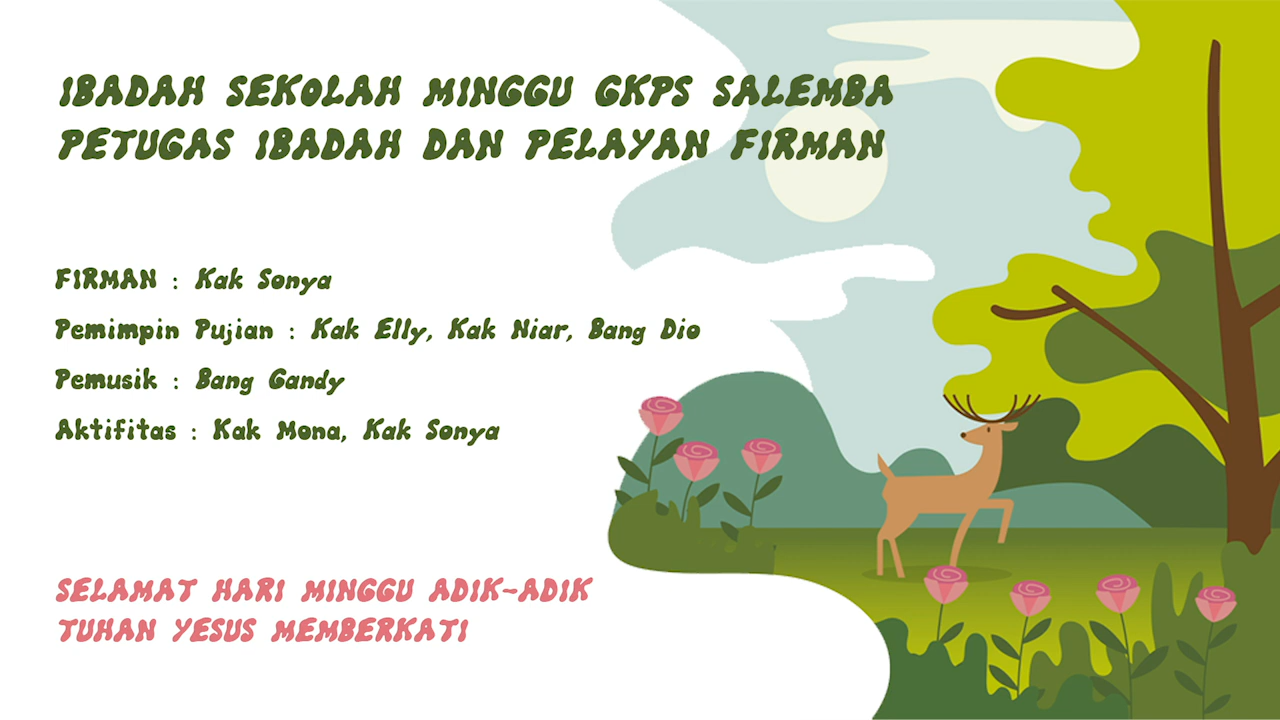 IBADAH SEKOLAH MINGGU GKPS SALEMBA
PETUGAS IBADAH DAN PELAYAN FIRMAN
FIRMAN : Kak Sonya
Pemimpin Pujian : Kak Elly, Kak Niar, Bang Dio
Pemusik : Bang Gandy
Aktifitas : Kak Mona, Kak Sonya
SELAMAT HARI MINGGU ADIK-ADIK
TUHAN YESUS MEMBERKATI